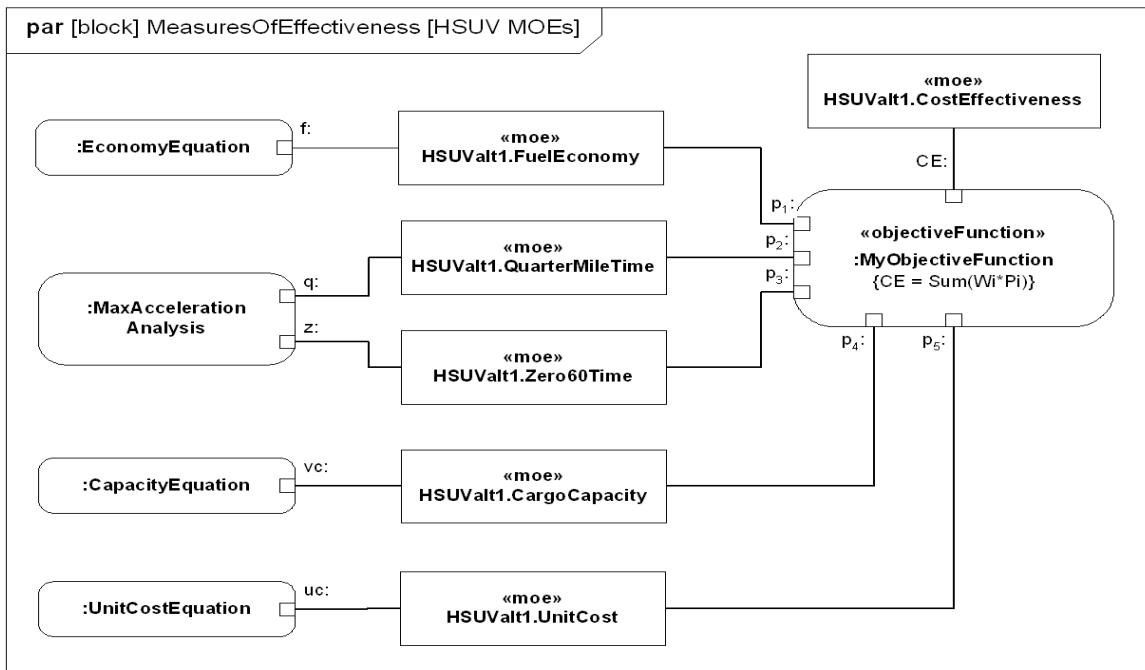 par [block] MeasuresOfEffectiveness [HSUV MOEs]
«moe»
HSUValt1.CostEffectiveness
CE:
f:
:EconomyEquation
«moe»
HSUValt1.FuelEconomy
p1:
p2:
p3:
«objectiveFunction»
:MyObjectiveFunction
{CE = Sum(Wi*Pi)}
p4:
p5:
q:
z:
:MaxAcceleration
Analysis
«moe»
HSUValt1.QuarterMileTime
«moe»
HSUValt1.Zero60Time
vc:
:CapacityEquation
«moe»
HSUValt1.CargoCapacity
uc:
:UnitCostEquation
«moe»
HSUValt1.UnitCost